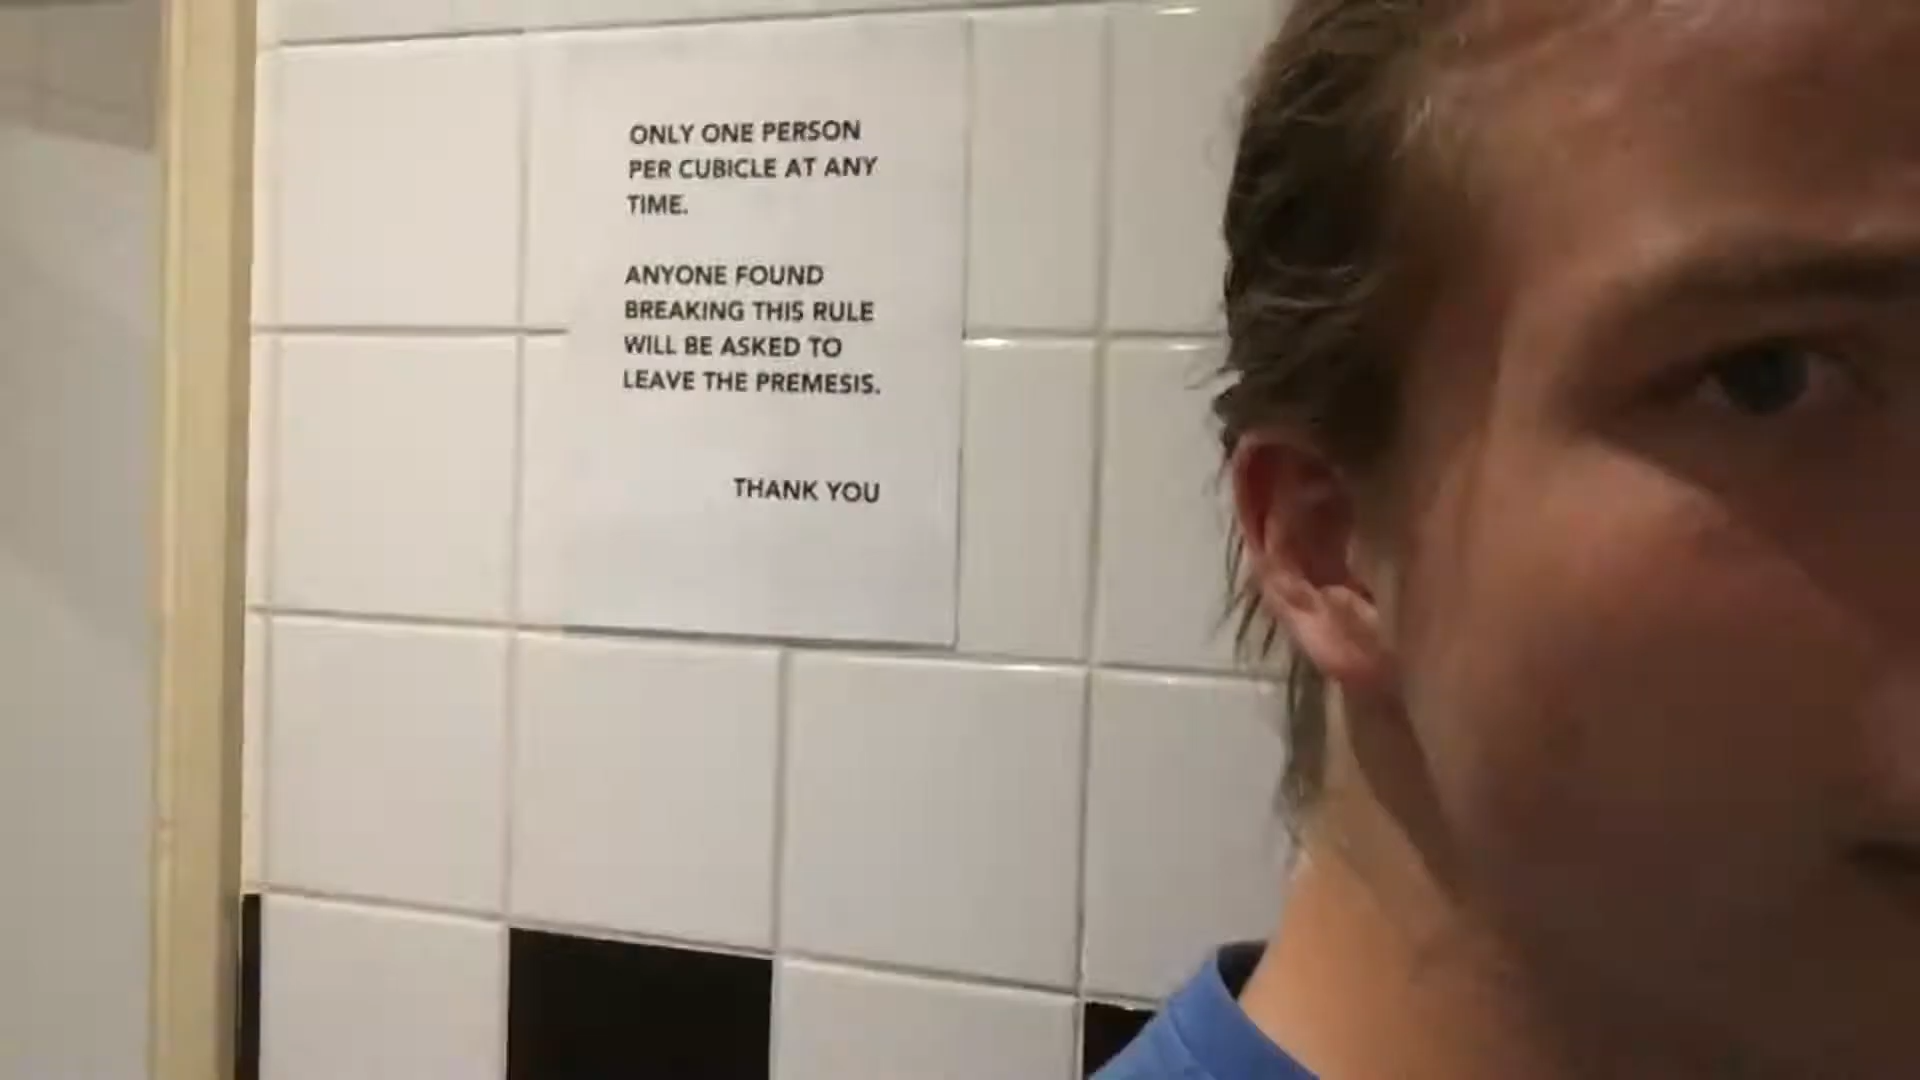 ONLY ONE PERSON
PER CUBICLE AT ANY
TIME.
ANYONE FOUND
BREAKING THIS RULE
WILL BE ASKED TO
LEAVE THE PREMESIS.
THANK YOU